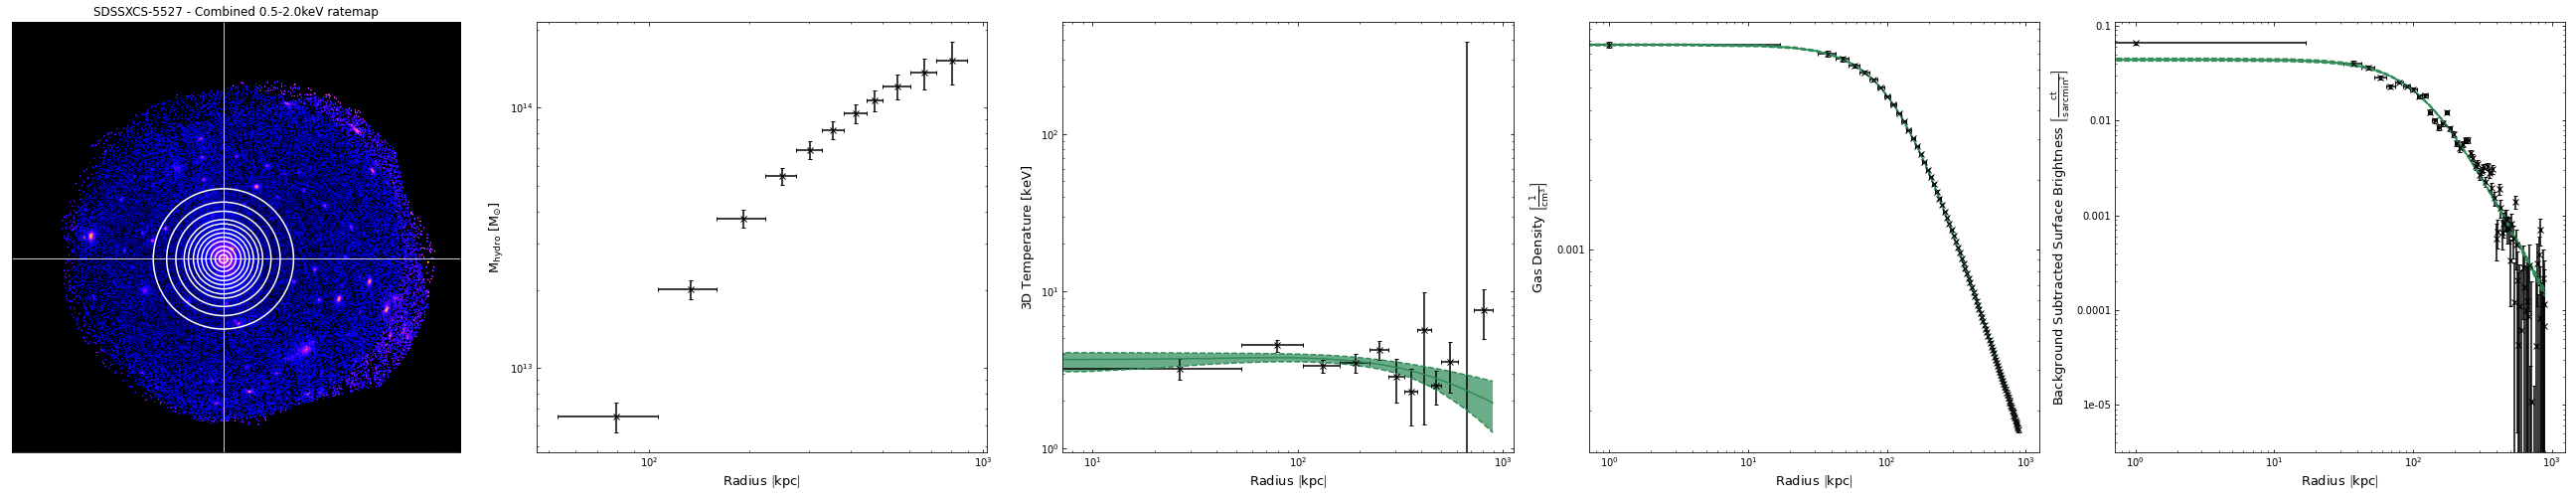 SDSSXCS-5527 - Combined 0.5-2.0keV ratemap
M_hydro [M_⊙]
10^14
10^13
10^2
10^3
Radius [kpc]
3D Temperature [keV]
10^2
10^1
10^0
10^1
10^2
10^3
Radius [kpc]
Gas Density [1/cm^3]
0.001
10^0
10^1
10^2
10^3
Radius [kpc]
Background Subtracted Surface Brightness [ct/sarcmin^2]
0.1
0.01
0.001
0.0001
1e-05
10^0
10^1
10^2
10^3
Radius [kpc]